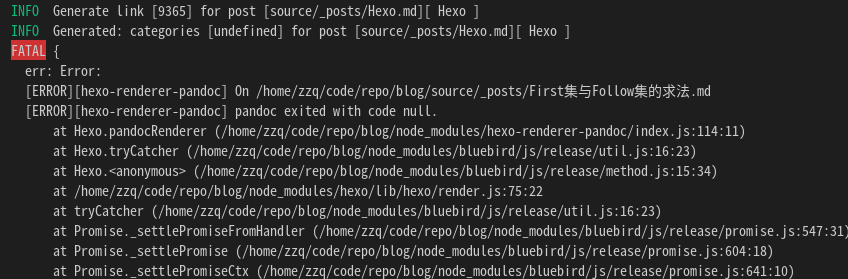 INFO  Generate link [9365] for post [source/_posts/Hexo.md][ Hexo ]
INFO  Generated: categories [undefined] for post [source/_posts/Hexo.md][ Hexo ]
FATAL {
  err: Error:
  [ERROR][hexo-renderer-pandoc] On /home/zzq/code/repo/blog/source/_posts/First集与Follow集的求法.md
  [ERROR][hexo-renderer-pandoc] pandoc exited with code null.
      at Hexo.pandocRenderer (/home/zzq/code/repo/blog/node_modules/hexo-renderer-pandoc/index.js:114:11)
      at Hexo.tryCatcher (/home/zzq/code/repo/blog/node_modules/bluebird/js/release/util.js:16:23)
      at Hexo.<anonymous> (/home/zzq/code/repo/blog/node_modules/bluebird/js/release/method.js:15:34)
      at /home/zzq/code/repo/blog/node_modules/hexo/lib/hexo/render.js:75:22
      at tryCatcher (/home/zzq/code/repo/blog/node_modules/bluebird/js/release/util.js:16:23)
      at Promise._settlePromiseFromHandler (/home/zzq/code/repo/blog/node_modules/bluebird/js/release/promise.js:547:31)
      at Promise._settlePromise (/home/zzq/code/repo/blog/node_modules/bluebird/js/release/promise.js:604:18)
      at Promise._settlePromiseCtx (/home/zzq/code/repo/blog/node_modules/bluebird/js/release/promise.js:641:10)